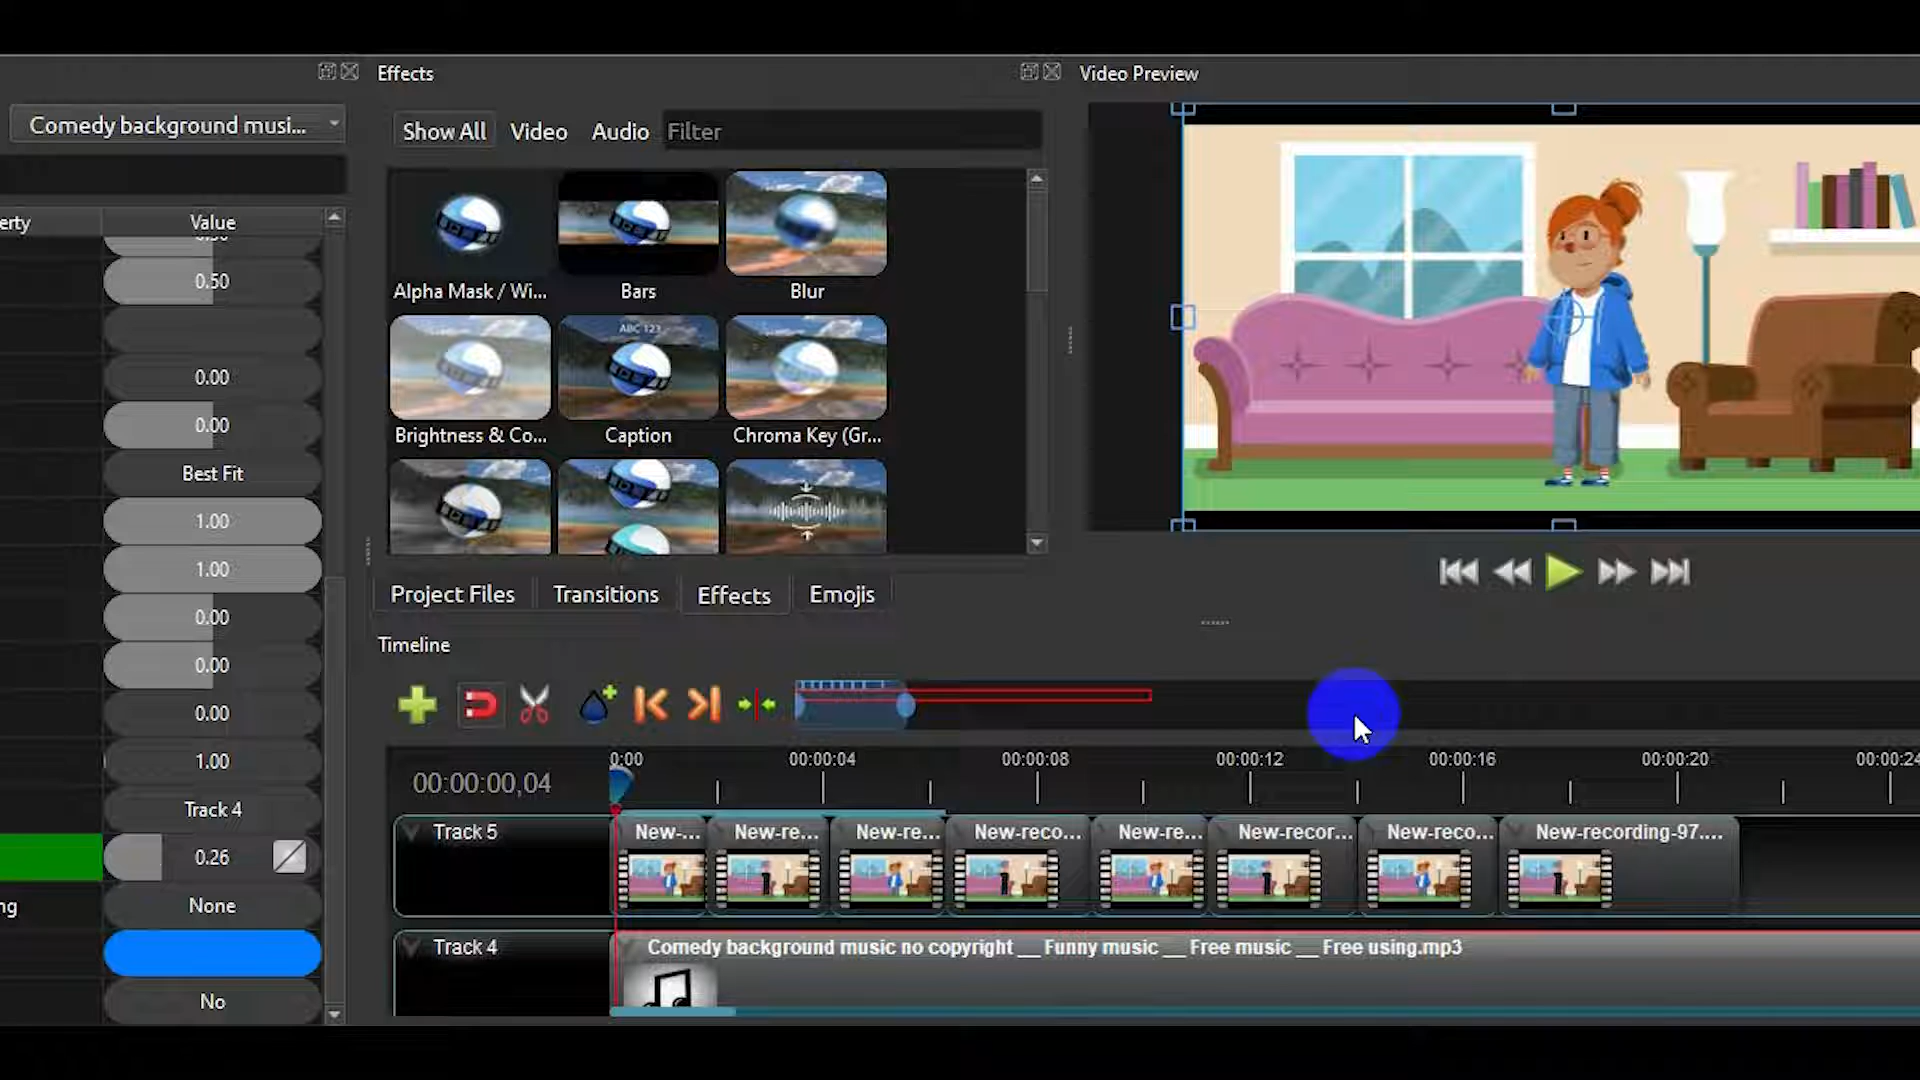 Effects
Video Preview
Comedy background musi...
Show All
Video
Audio
Filter
erty
Value
0.50
0.00
0.00
Best Fit
1.00
1.00
0.00
0.00
0.00
1.00
Track 4
0.26
ng
None
No
Alpha Mask / Wi...
Bars
Blur
ABC 123
Brightness & Co...
Caption
Chroma Key (Gr...
Project Files
Transitions
Effects
Emojis
Timeline
0:00
00:00:04
00:00:08
00:00:12
00:00:16
00:00:20
00:00:24
00:00:00,04
Track 5
New-...
New-re...
New-re...
New-reco...
New-re...
New-recor...
New-reco...
New-recording-97....
Track 4
Comedy background music no copyright __ Funny music __ Free music __ Free using.mp3